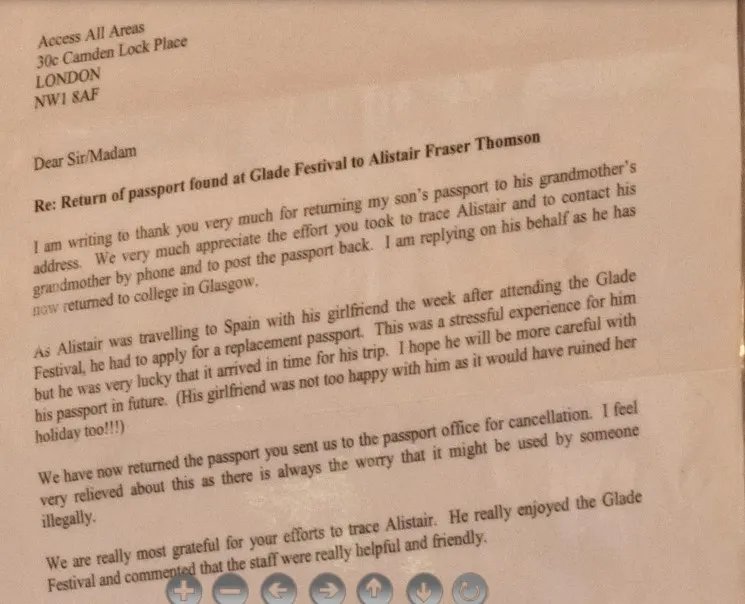 Access All Areas
30c Camden Lock Place
LONDON
NW1 8AF
Dear Sir/Madam
Re: Return of passport found at Glade Festival to Alistair Fraser Thomson
I am writing to thank you very much for returning my son's passport to his grandmother's
address. We very much appreciate the effort you took to trace Alistair and to contact his
grandmother by phone and to post the passport back. I am replying on his behalf as he has
now returned to college in Glasgow.
As Alistair was travelling to Spain with his girlfriend the week after attending the Glade
Festival, he had to apply for a replacement passport. This was a stressful experience for him
but he was very lucky that it arrived in time for his trip. I hope he will be more careful with
his passport in future. (His girlfriend was not too happy with him as it would have ruined her
holiday too!!!)
We have now returned the passport you sent us to the passport office for cancellation. I feel
very relieved about this as there is always the worry that it might be used by someone
illegally.
We are really most grateful for your efforts to trace Alistair. He really enjoyed the Glade
Festival and commented that the staff were really helpful and friendly.